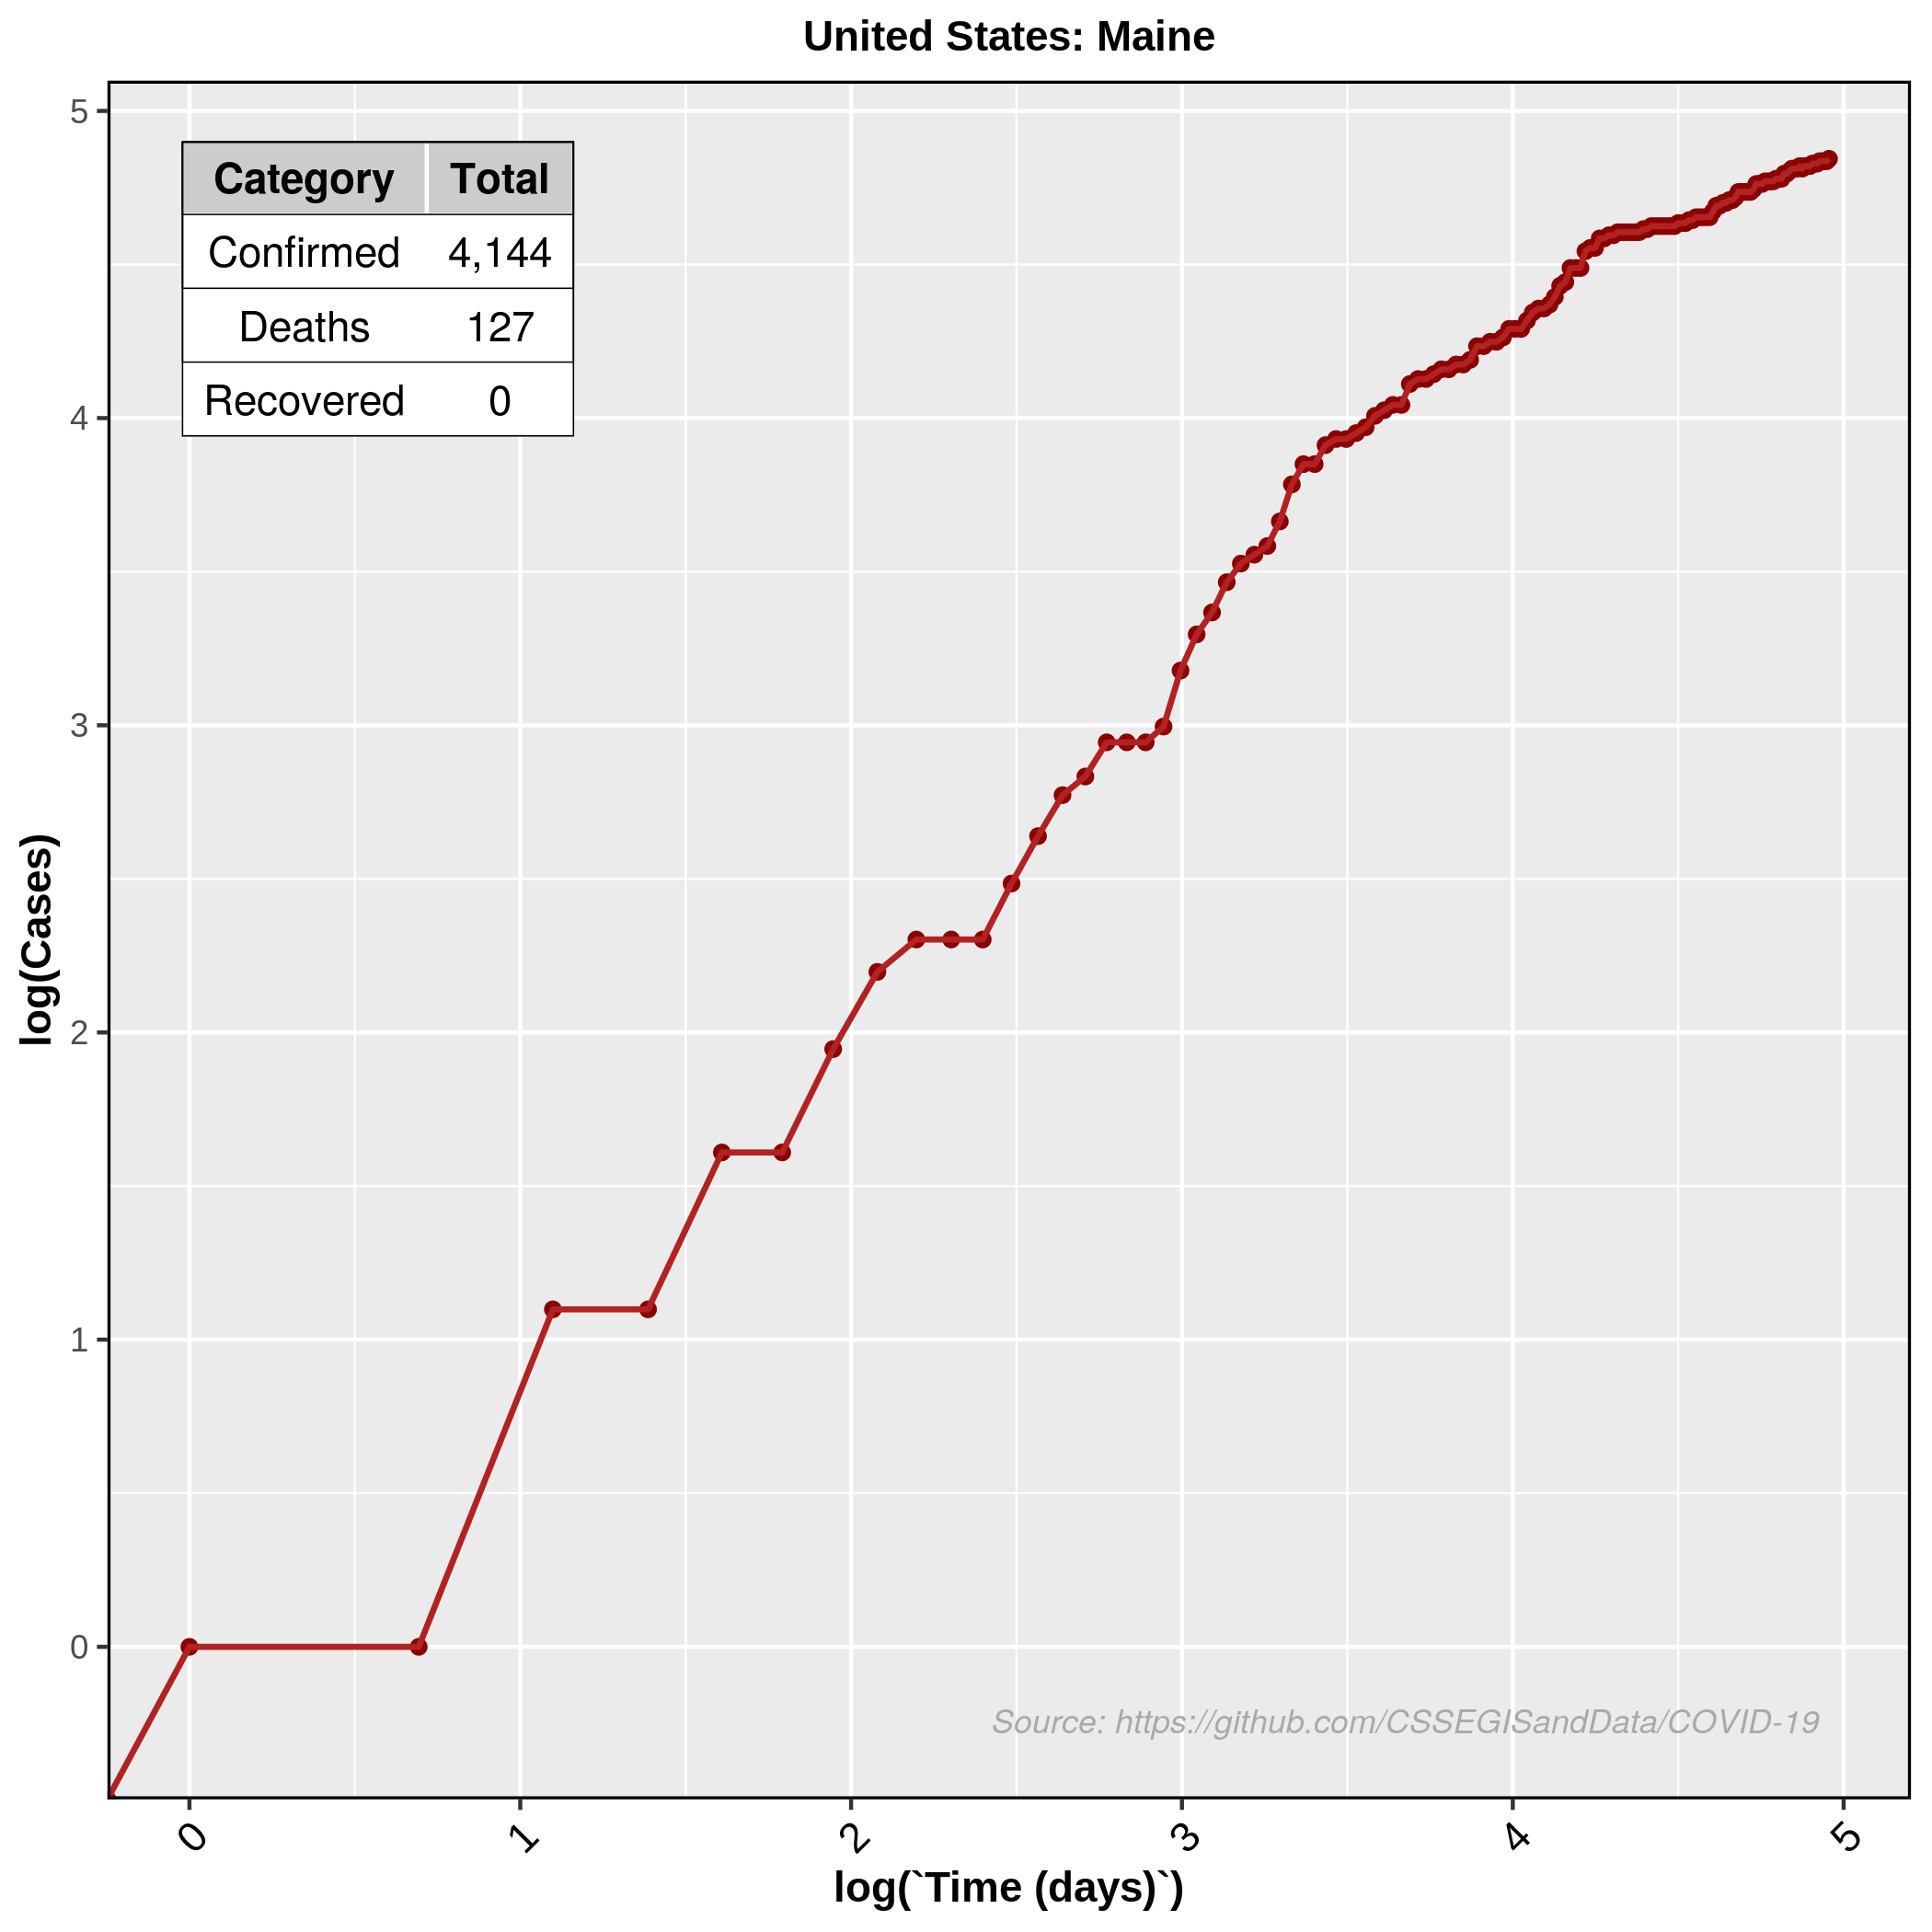 United States: Maine
5
4
3
2
1
0
Category Total
Confirmed 4,144
Deaths 127
Recovered 0
log(Cases)
Source: https://github.com/CSSEGISandData/COVID-19
0 1 2 3 4 5
log(`Time (days)`)